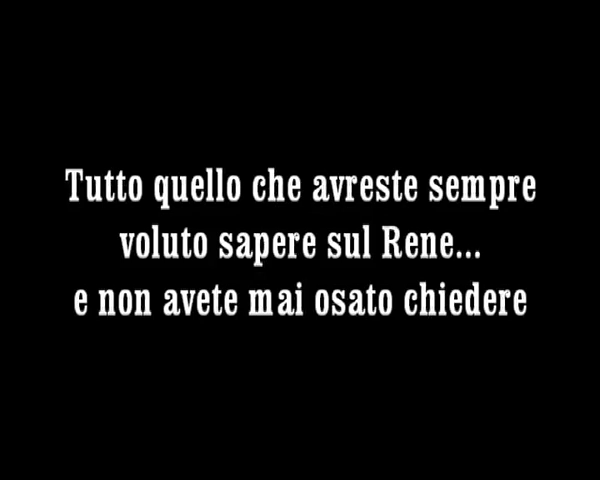 Tutto quello che avreste sempre
voluto sapere sul Rene...
e non avete mai osato chiedere